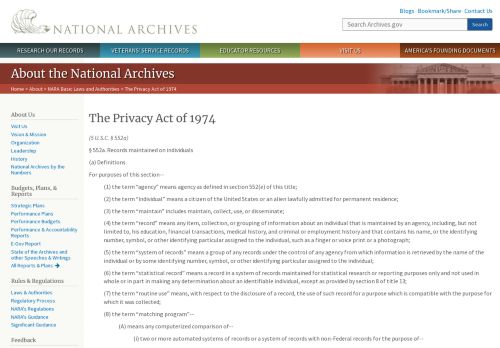 Blogs · Bookmark/Share · Contact Us
NATIONAL ARCHIVES
Search Archives.gov
Search
RESEARCH OUR RECORDS
VETERANS' SERVICE RECORDS
EDUCATOR RESOURCES
VISIT US
AMERICA'S FOUNDING DOCUMENTS
About the National Archives
Home > About > NARA Basic Laws and Authorities > The Privacy Act of 1974
About Us
Visit Us
Vision & Mission
Organization
Leadership
History
National Archives by the
Numbers
Budgets, Plans, &
Reports
Strategic Plans
Performance Plans
Performance Budgets
Performance & Accountability
Reports
E-Gov Report
State of the Archives and
other Speeches & Writings
All Reports & Plans
Rules & Regulations
Laws & Authorities
Regulatory Process
NARA's Regulations
NARA's Guidance
Significant Guidance
Feedback
The Privacy Act of 1974
(5 U.S.C. § 552a)
§ 552a. Records maintained on individuals
(a) Definitions
For purposes of this section--
(1) the term "agency" means agency as defined in section 552(e) of this title;
(2) the term "individual" means a citizen of the United States or an alien lawfully admitted for permanent residence;
(3) the term "maintain" includes maintain, collect, use, or disseminate;
(4) the term "record" means any item, collection, or grouping of information about an individual that is maintained by an agency, including, but not
limited to, his education, financial transactions, medical history, and criminal or employment history and that contains his name, or the identifying
number, symbol, or other identifying particular assigned to the individual, such as a finger or voice print or a photograph;
(5) the term "system of records" means a group of any records under the control of any agency from which information is retrieved by the name of the
individual or by some identifying number, symbol, or other identifying particular assigned to the individual;
(6) the term "statistical record" means a record in a system of records maintained for statistical research or reporting purposes only and not used in
whole or in part in making any determination about an identifiable individual, except as provided by section 8 of title 13;
(7) the term "routine use" means, with respect to the disclosure of a record, the use of such record for a purpose which is compatible with the purpose for
which it was collected;
(8) the term "matching program"--
(A) means any computerized comparison of--
(i) two or more automated systems of records or a system of records with non-Federal records for the purpose of--